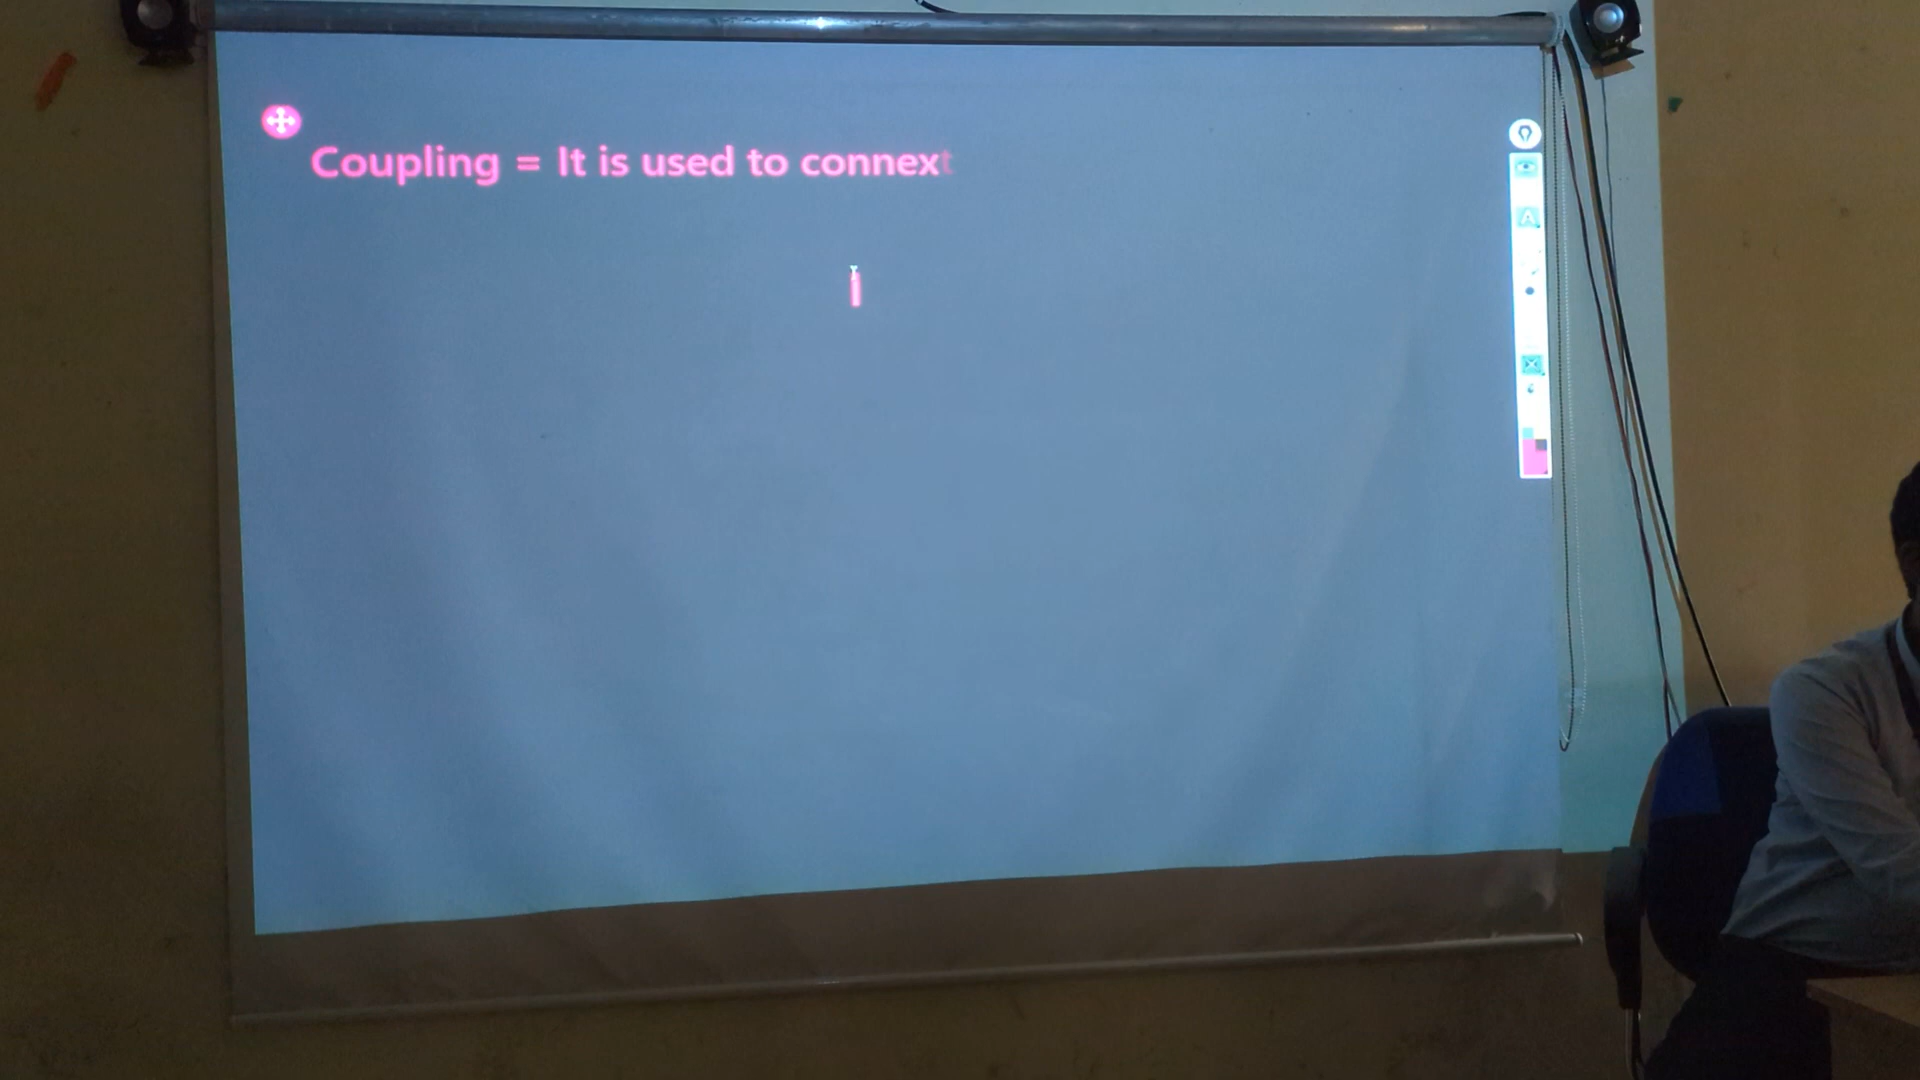 Coupling = It is used to connext